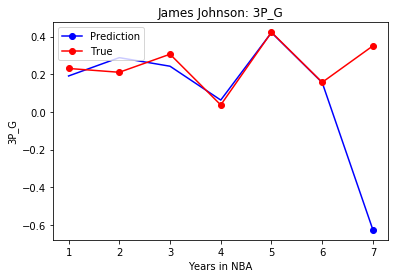 James Johnson: 3P_G
Prediction
True
0.4
0.2
0.0
−0.2
−0.4
−0.6
3P_G
1 2 3 4 5 6 7
Years in NBA